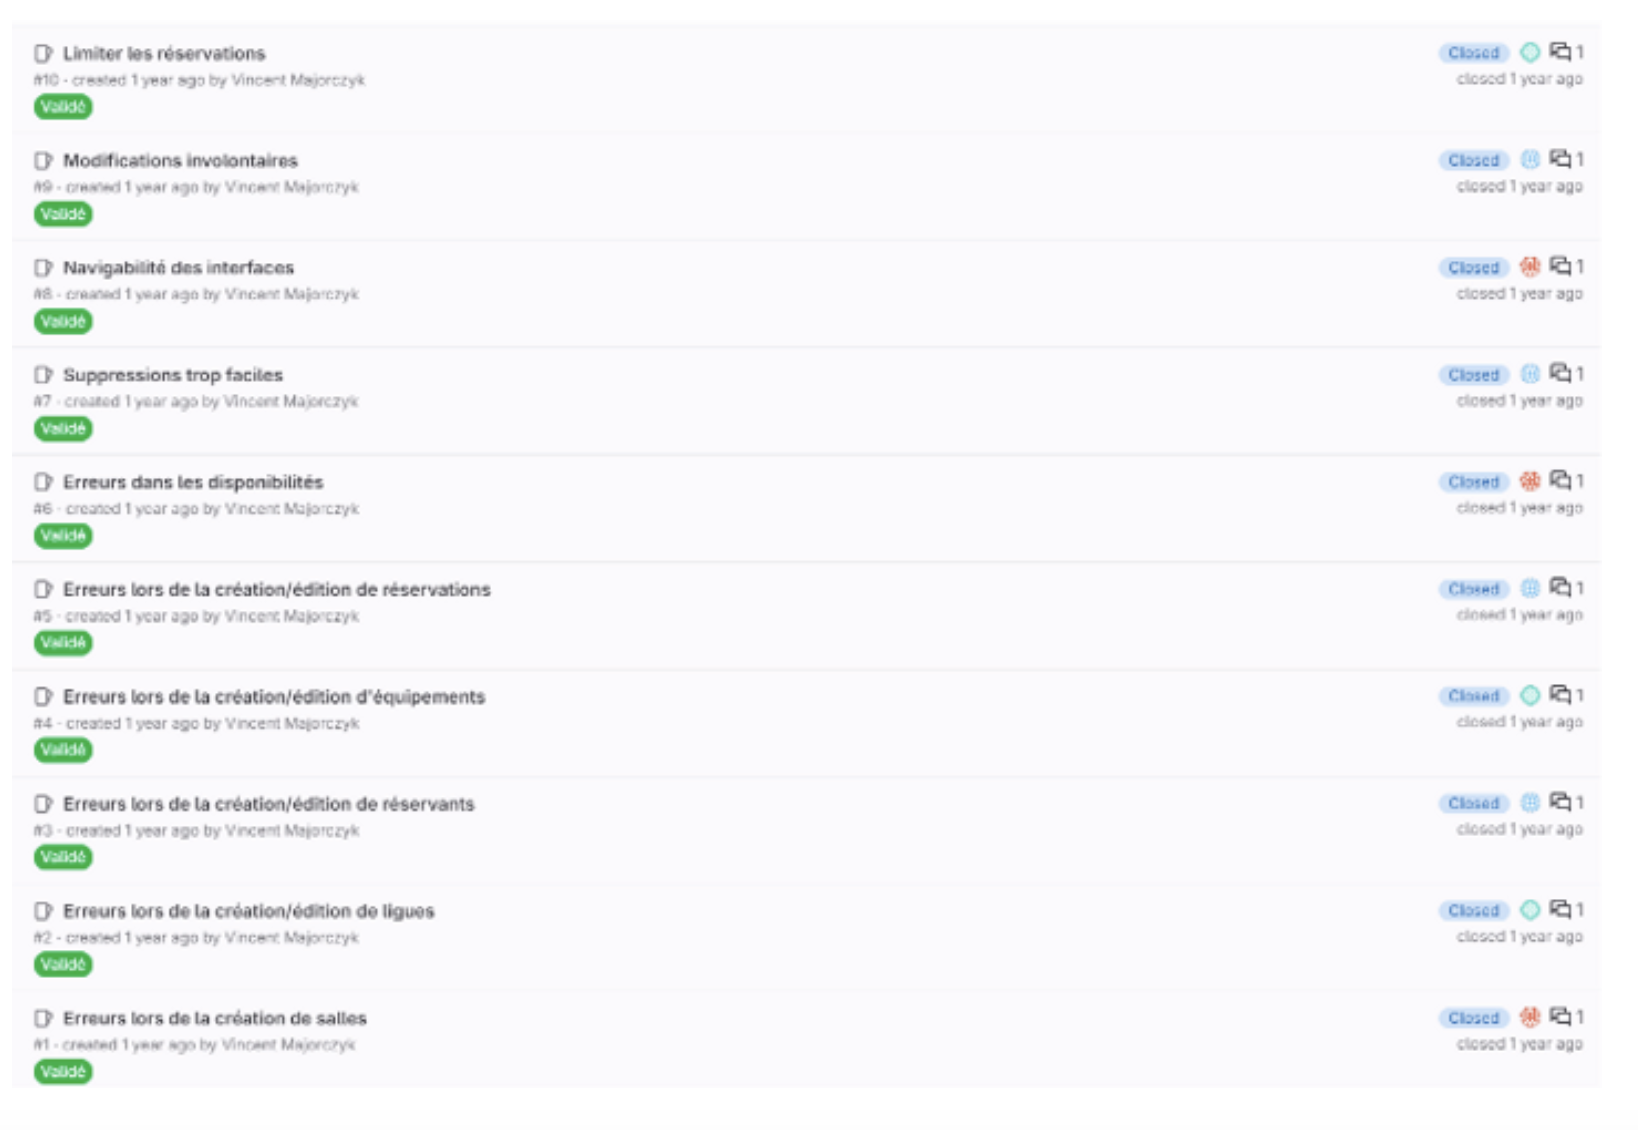 Limiter les réservations
Closed 1
#10 · created 1 year ago by Vincent Majorczyk
closed 1 year ago
Validé
Modifications involontaires
Closed 1
#9 · created 1 year ago by Vincent Majorczyk
closed 1 year ago
Validé
Navigabilité des interfaces
Closed 1
#8 · created 1 year ago by Vincent Majorczyk
closed 1 year ago
Validé
Suppressions trop faciles
Closed 1
#7 · created 1 year ago by Vincent Majorczyk
closed 1 year ago
Validé
Erreurs dans les disponibilités
Closed 1
#6 · created 1 year ago by Vincent Majorczyk
closed 1 year ago
Validé
Erreurs lors de la création/édition de réservations
Closed 1
#5 · created 1 year ago by Vincent Majorczyk
closed 1 year ago
Validé
Erreurs lors de la création/édition d'équipements
Closed 1
#4 · created 1 year ago by Vincent Majorczyk
closed 1 year ago
Validé
Erreurs lors de la création/édition de réservants
Closed 1
#3 · created 1 year ago by Vincent Majorczyk
closed 1 year ago
Validé
Erreurs lors de la création/édition de ligues
Closed 1
#2 · created 1 year ago by Vincent Majorczyk
closed 1 year ago
Validé
Erreurs lors de la création de salles
Closed 1
#1 · created 1 year ago by Vincent Majorczyk
closed 1 year ago
Validé